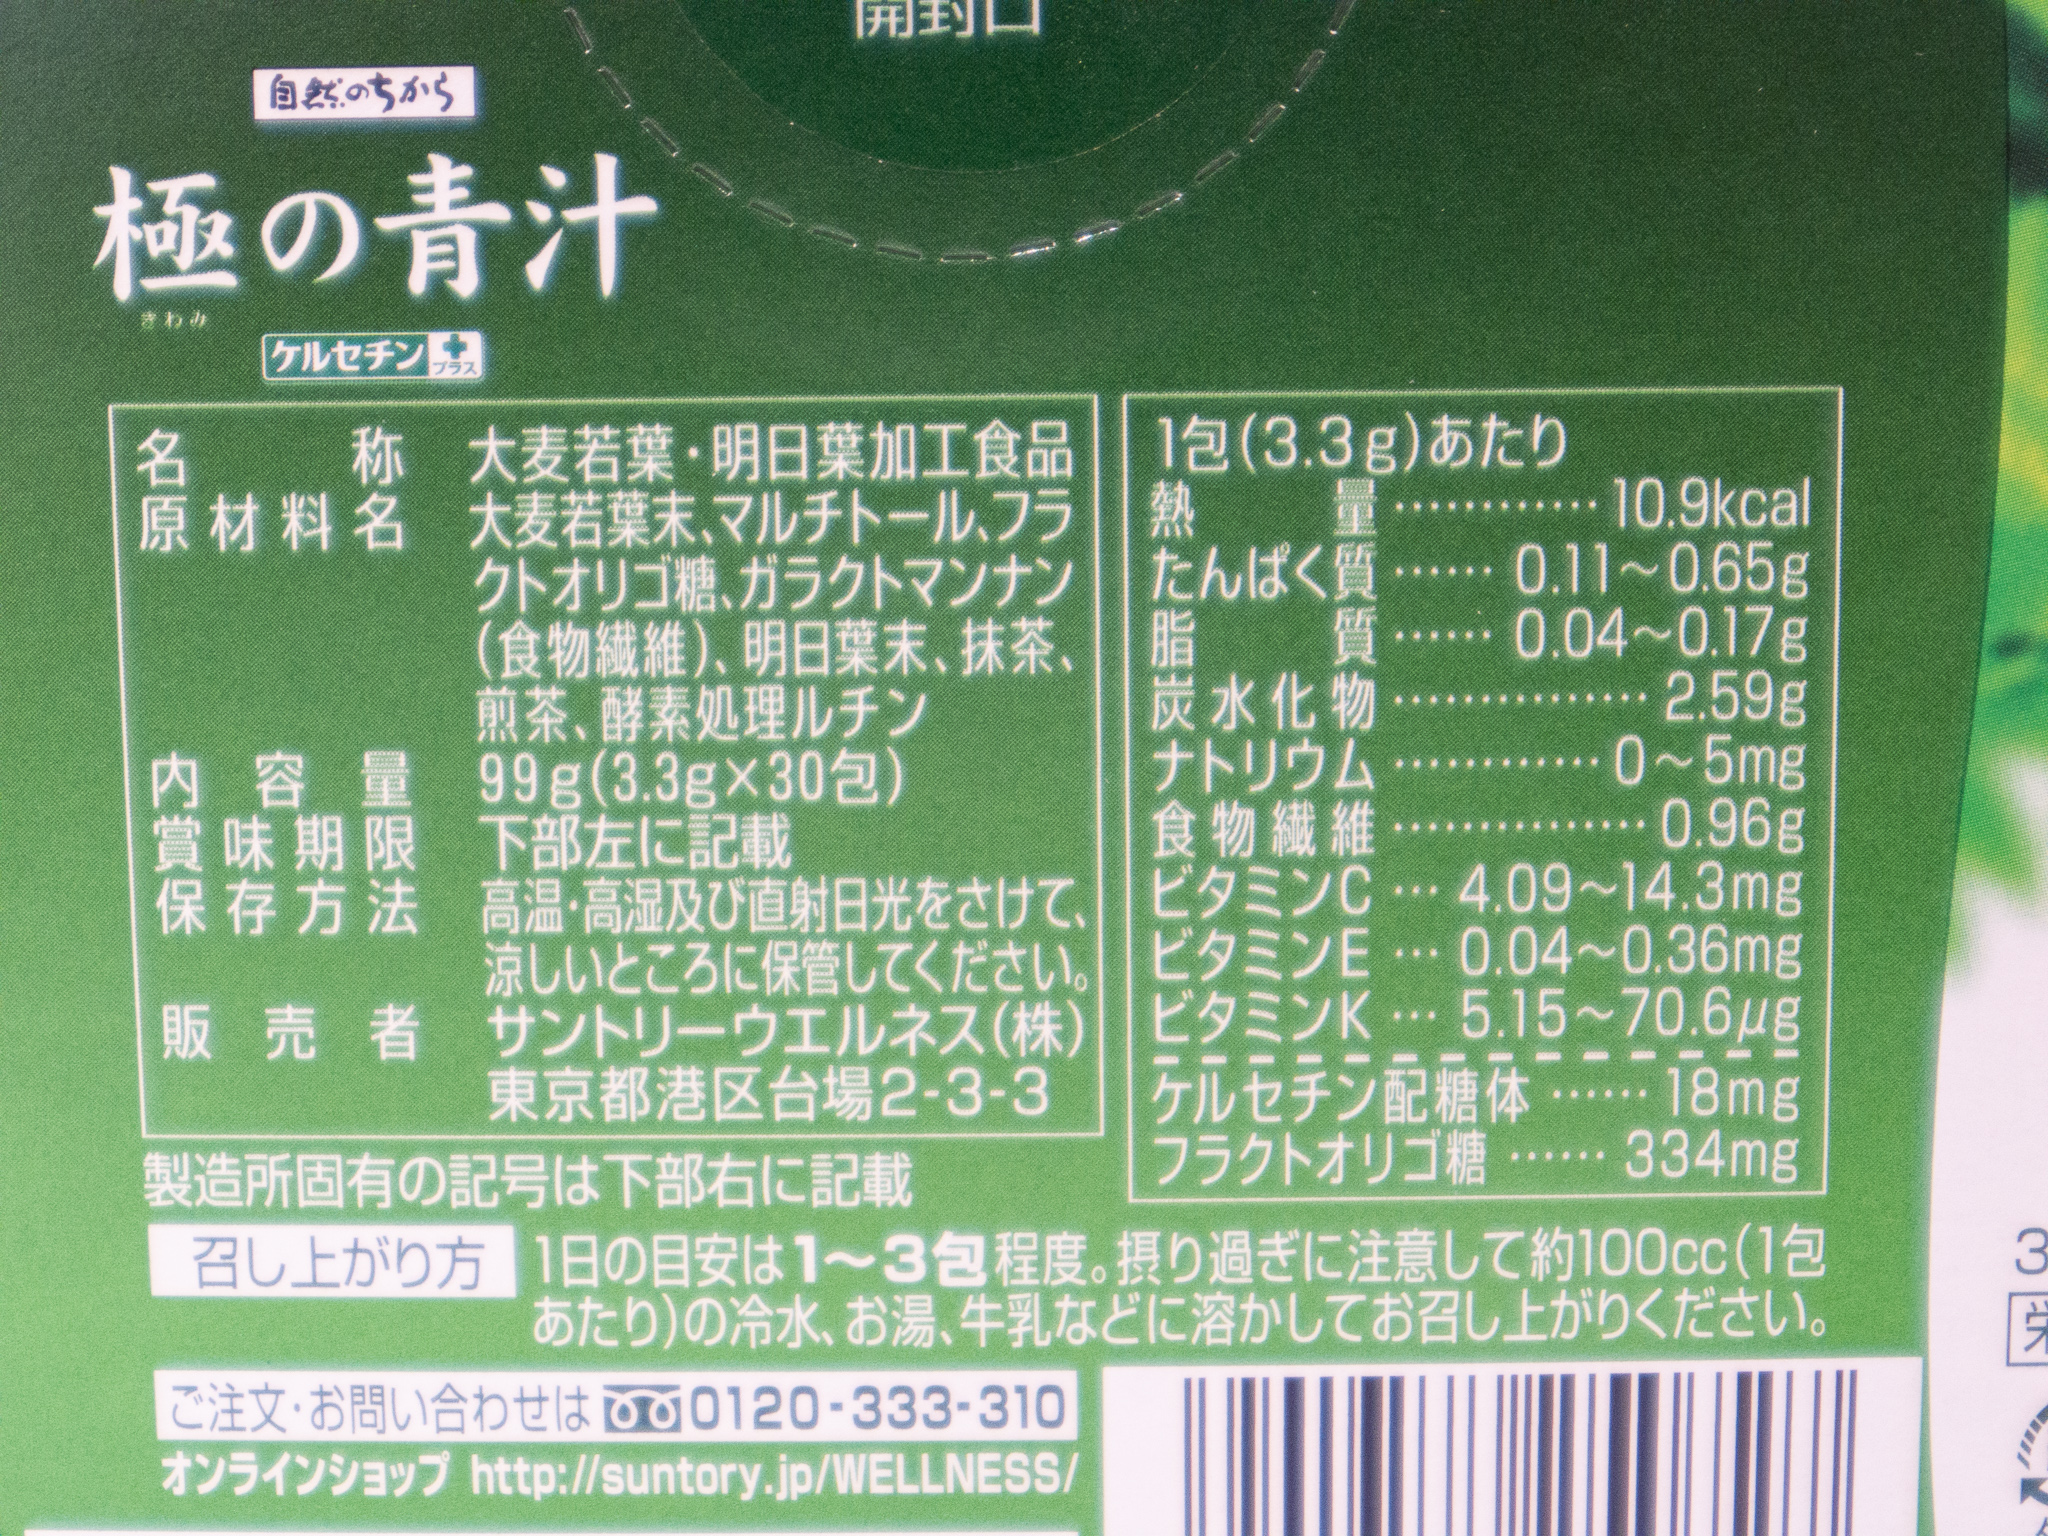 開封口
自然のちから
極の青汁
きわみ
ケルセチン プラス
名称 大麦若葉・明日葉加工食品
原材料名 大麦若葉末、マルチトール、フラ
クトオリゴ糖、ガラクトマンナン
(食物繊維)、明日葉末、抹茶、
煎茶、酵素処理ルチン
内容量 99g(3.3g×30包)
賞味期限 下部左に記載
保存方法 高温・高湿及び直射日光をさけて、
涼しいところに保管してください。
販売者 サントリーウエルネス(株)
東京都港区台場2-3-3
製造所固有の記号は下部右に記載
1包(3.3g)あたり
熱量…………10.9kcal
たんぱく質……0.11~0.65g
脂質……0.04~0.17g
炭水化物……………2.59g
ナトリウム…………0~5mg
食物繊維……………0.96g
ビタミンC…4.09~14.3mg
ビタミンE…0.04~0.36mg
ビタミンK…5.15~70.6μg
ケルセチン配糖体……18mg
フラクトオリゴ糖……334mg
召し上がり方 1日の目安は1~3包程度。摂り過ぎに注意して約100cc(1包
あたり)の冷水、お湯、牛乳などに溶かしてお召し上がりください。
ご注文・お問い合わせは 0120-333-310
オンラインショップ http://suntory.jp/WELLNESS/
3
栄